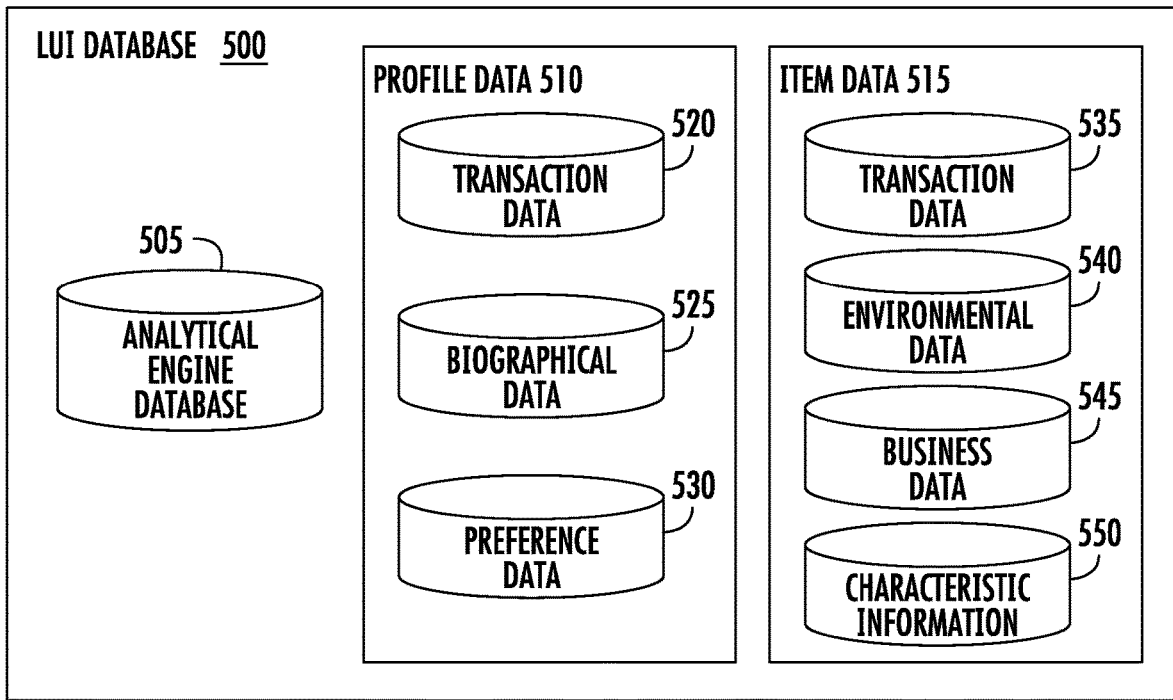 LUI DATABASE 500
505
ANALYTICAL
ENGINE
DATABASE
PROFILE DATA 510
520
TRANSACTION
DATA
525
BIOGRAPHICAL
DATA
530
PREFERENCE
DATA
ITEM DATA 515
535
TRANSACTION
DATA
540
ENVIRONMENTAL
DATA
545
BUSINESS
DATA
550
CHARACTERISTIC
INFORMATION